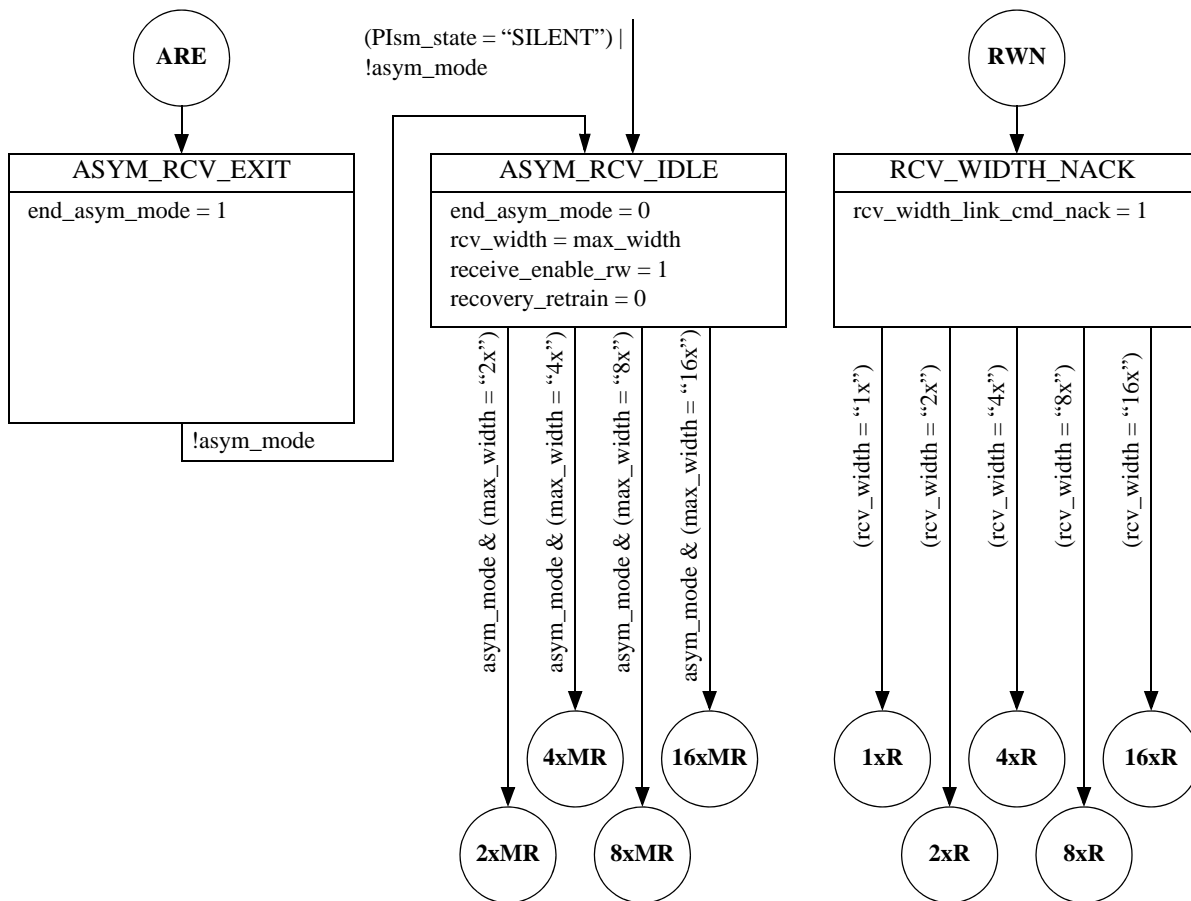 ARE
(PIsm_state = “SILENT”) |
!asym_mode
RWN
ASYM_RCV_EXIT
end_asym_mode = 1
!asym_mode
ASYM_RCV_IDLE
end_asym_mode = 0
rcv_width = max_width
receive_enable_rw = 1
recovery_retrain = 0
asym_mode & (max_width = “2x”)
asym_mode & (max_width = “4x”)
asym_mode & (max_width = “8x”)
asym_mode & (max_width = “16x”)
4xMR
16xMR
2xMR
8xMR
RCV_WIDTH_NACK
rcv_width_link_cmd_nack = 1
(rcv_width = “1x”)
(rcv_width = “2x”)
(rcv_width = “4x”)
(rcv_width = “8x”)
(rcv_width = “16x”)
1xR
4xR
16xR
2xR
8xR